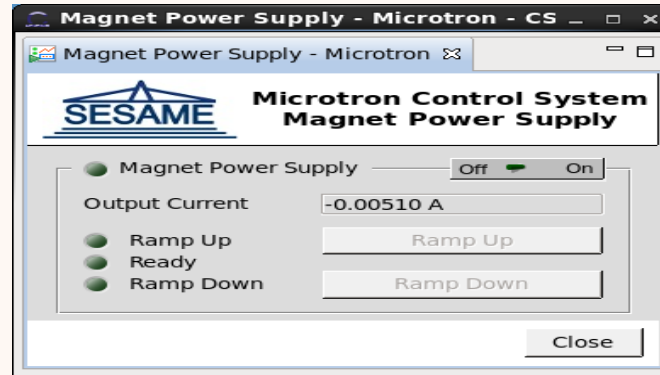 Magnet Power Supply - Microtron - CS
Magnet Power Supply - Microtron
SESAME
Microtron Control System
Magnet Power Supply
Magnet Power Supply
Off On
Output Current -0.00510 A
Ramp Up Ramp Up
Ready
Ramp Down Ramp Down
Close